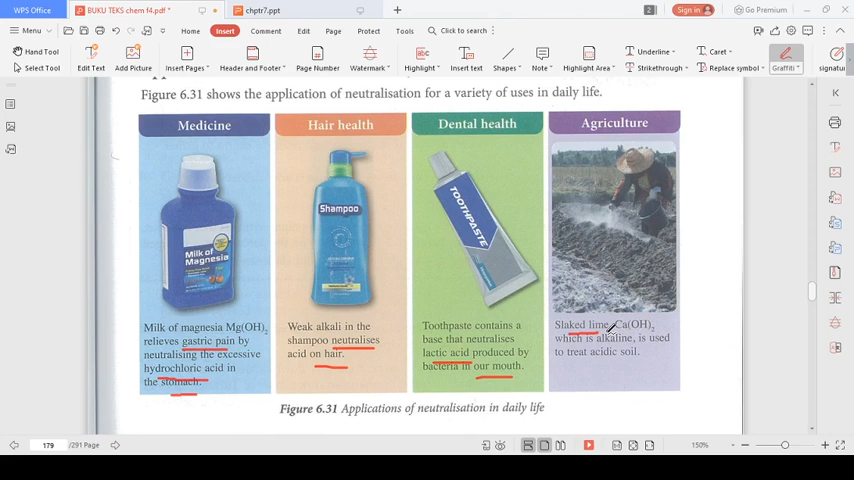 WPS Office
BUKU TEKS chem f4.pdf *
chptr7.ppt
+
2
Sign in
Go Premium
Menu
Home
Insert
Comment
Edit
Page
Protect
Tools
Click to search
Hand Tool
Select Tool
Edit Text
Add Picture
Insert Pages
Header and Footer
Page Number
Watermark
Highlight
Insert text
Shapes
Note
Area Highlight
Underline
Strikethrough
Caret
Replace symbol
Graffiti
signatu
Figure 6.31 shows the application of neutralisation for a variety of uses in daily life.
Medicine
Milk of
Magnesia
Milk of magnesia Mg(OH)₂
relieves gastric pain by
neutralising the excessive
hydrochloric acid in
the stomach.
Hair health
Shampoo
Weak alkali in the
shampoo neutralises
acid on hair.
Dental health
TOOTHPASTE
Toothpaste contains a
base that neutralises
lactic acid produced by
bacteria in our mouth.
Agriculture
Slaked lime, Ca(OH)₂
which is alkaline, is used
to treat acidic soil.
Figure 6.31 Applications of neutralisation in daily life
179
/291 Page
150%